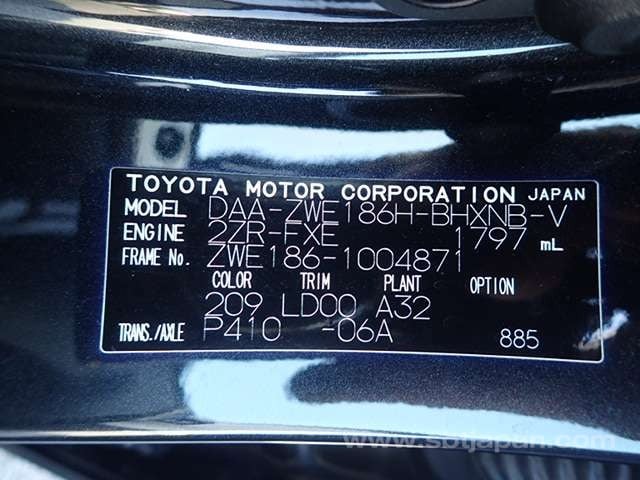 TOYOTA MOTOR CORPORATION JAPAN
MODEL DAA-ZWE186H-BHXNB-V
ENGINE 2ZR-FXE 1797 mL
FRAME No. ZWE186-1004871
COLOR TRIM PLANT OPTION
209 LD00 A32
TRANS./AXLE P410 -06A 885
www.sbtjapan.com